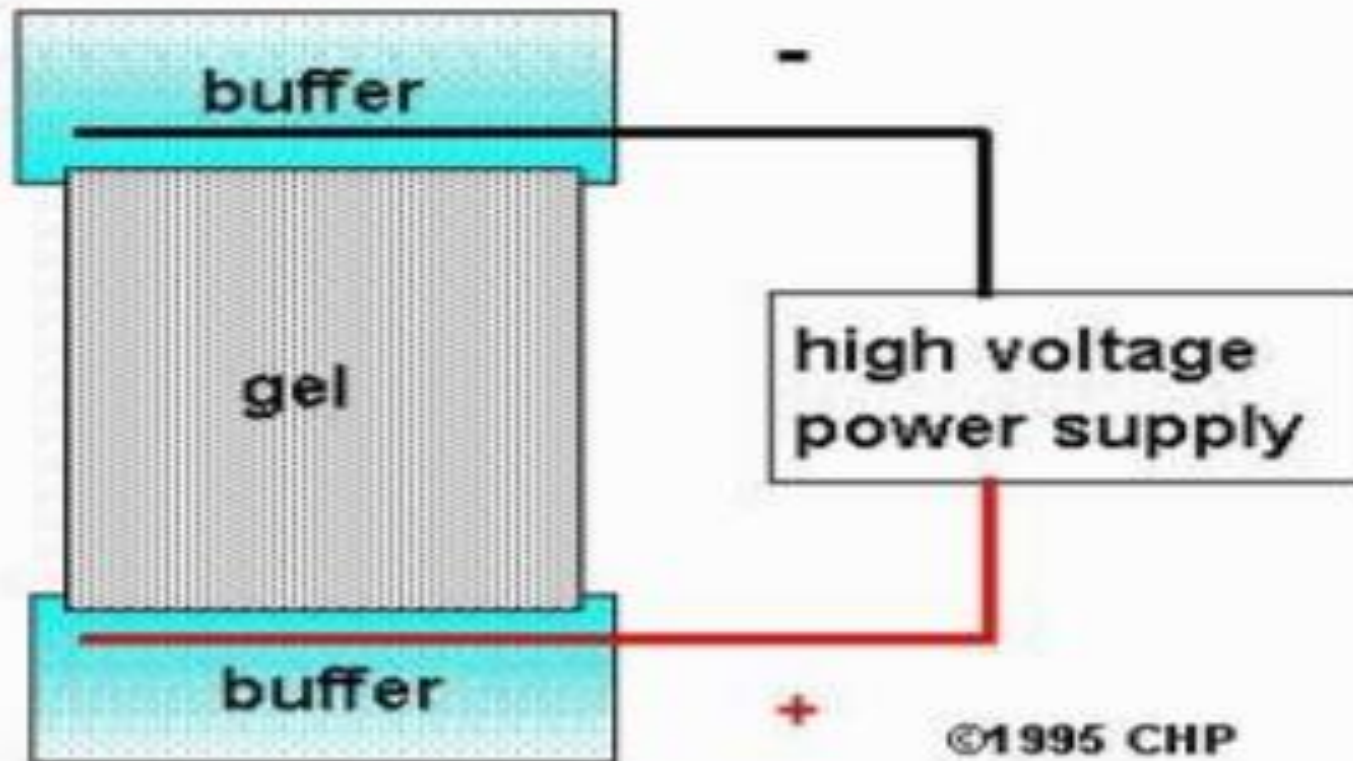 buffer
-
gel
high voltage
power supply
buffer
+
©1995 CHP